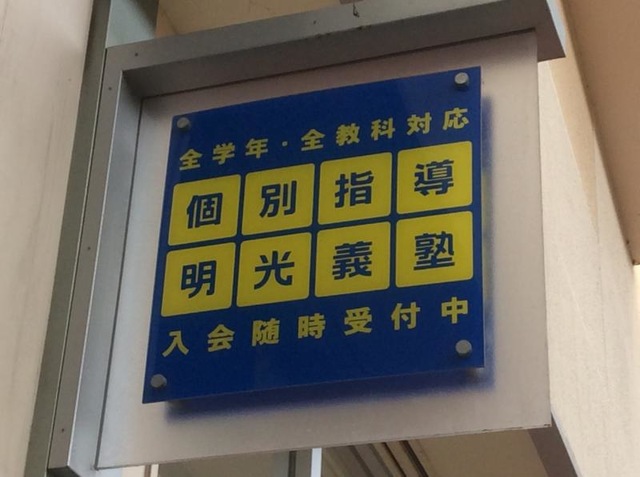 全学年・全教科対応
個別指導
明光義塾
入会随時受付中